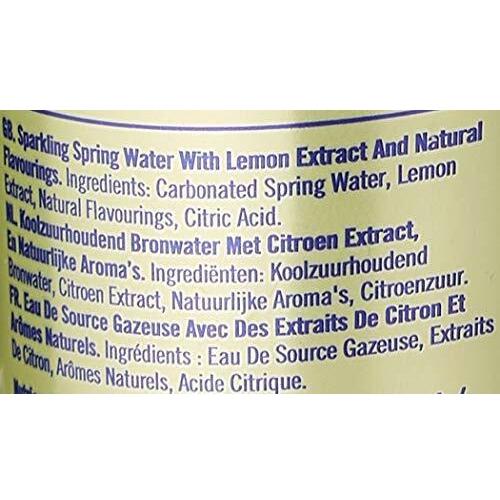 GB. Sparkling Spring Water With Lemon Extract And Natural
Flavourings. Ingredients: Carbonated Spring Water, Lemon
Extract, Natural Flavourings, Citric Acid.
NL. Koolzuurhoudend Bronwater Met Citroen Extract,
En Natuurlijke Aroma's. Ingrediënten: Koolzuurhoudend
Bronwater, Citroen Extract, Natuurlijke Aroma's, Citroenzuur.
FR. Eau De Source Gazeuse Avec Des Extraits De Citron Et
Arômes Naturels. Ingrédients : Eau De Source Gazeuse, Extraits
De Citron, Arômes Naturels, Acide Citrique.